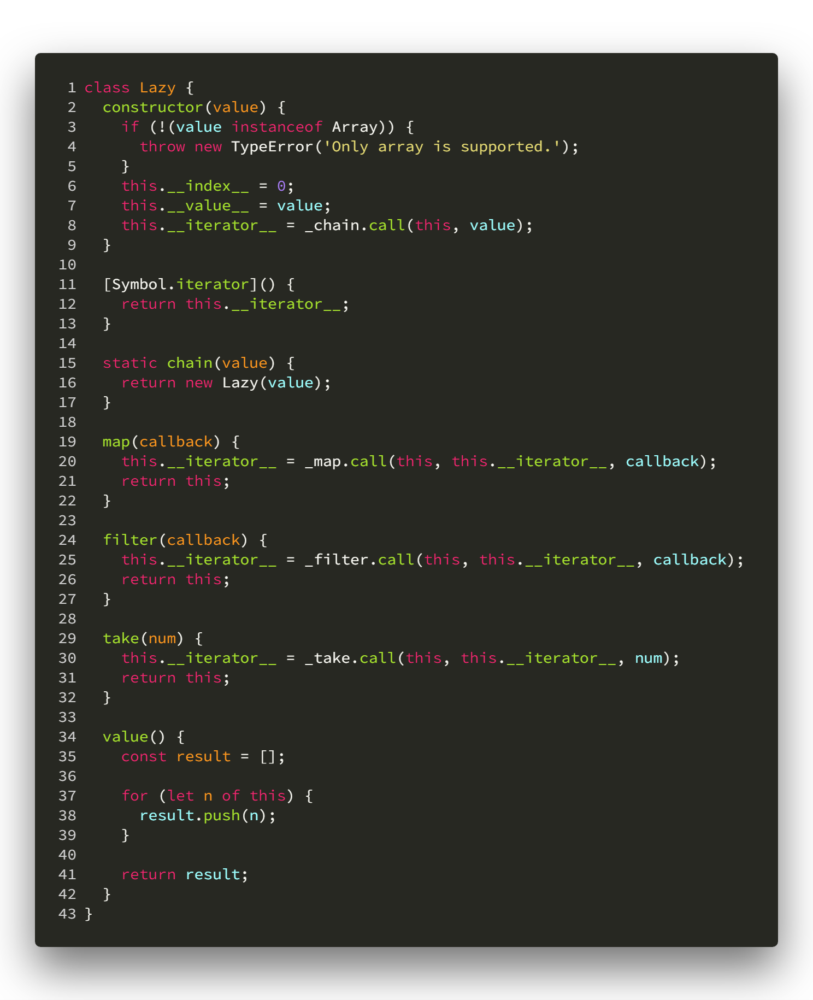 1 class Lazy {
2   constructor(value) {
3     if (!(value instanceof Array)) {
4       throw new TypeError('Only array is supported.');
5     }
6     this.__index__ = 0;
7     this.__value__ = value;
8     this.__iterator__ = _chain.call(this, value);
9   }
10
11   [Symbol.iterator]() {
12     return this.__iterator__;
13   }
14
15   static chain(value) {
16     return new Lazy(value);
17   }
18
19   map(callback) {
20     this.__iterator__ = _map.call(this, this.__iterator__, callback);
21     return this;
22   }
23
24   filter(callback) {
25     this.__iterator__ = _filter.call(this, this.__iterator__, callback);
26     return this;
27   }
28
29   take(num) {
30     this.__iterator__ = _take.call(this, this.__iterator__, num);
31     return this;
32   }
33
34   value() {
35     const result = [];
36
37     for (let n of this) {
38       result.push(n);
39     }
40
41     return result;
42   }
43 }